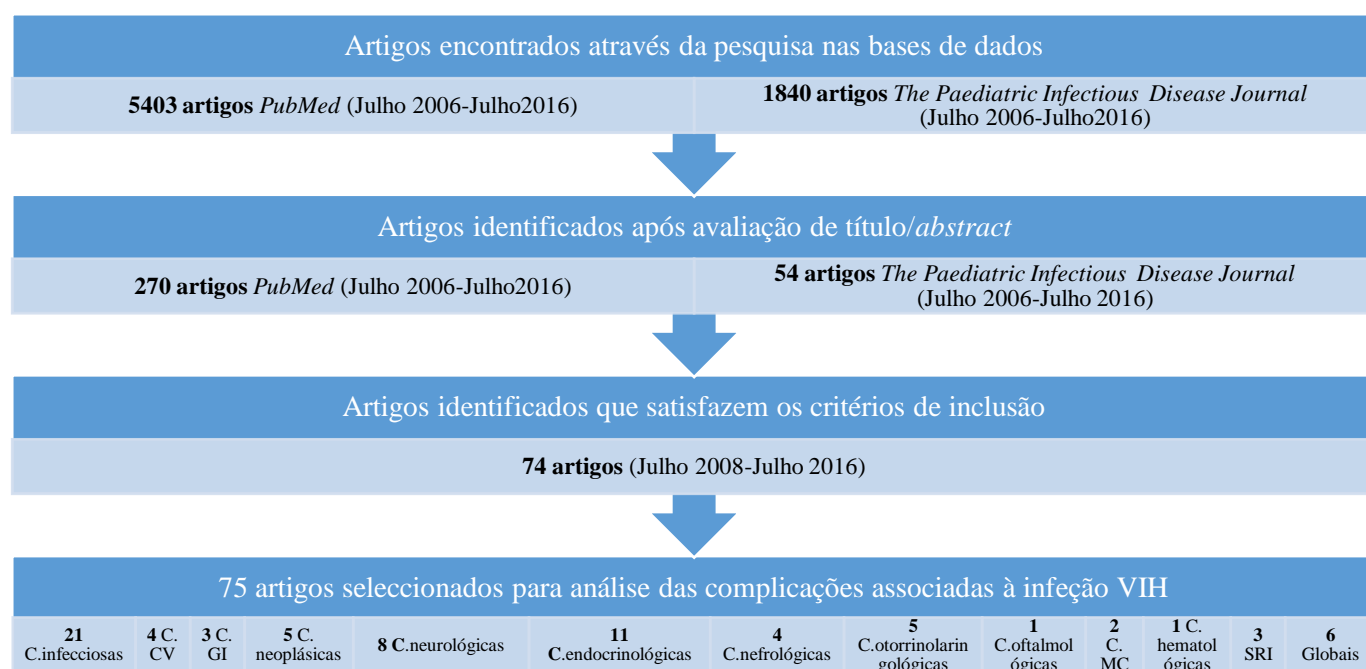 Artigos encontrados através da pesquisa nas bases de dados
5403 artigos PubMed (Julho 2006-Julho2016)
1840 artigos The Paediatric Infectious Disease Journal
(Julho 2006-Julho2016)
Artigos identificados após avaliação de título/abstract
270 artigos PubMed (Julho 2006-Julho2016)
54 artigos The Paediatric Infectious Disease Journal
(Julho 2006-Julho 2016)
Artigos identificados que satisfazem os critérios de inclusão
74 artigos (Julho 2008-Julho 2016)
75 artigos seleccionados para análise das complicações associadas à infeção VIH
21
C.infecciosas
4 C.
CV
3 C.
GI
5 C.
neoplásicas
8 C.neurológicas
11
C.endocrinológicas
4
C.nefrológicas
5
C.otorrinolarin
gológicas
1
C.oftalmol
ógicas
2
C.
MC
1 C.
hematol
ógicas
3
SRI
6
Globais